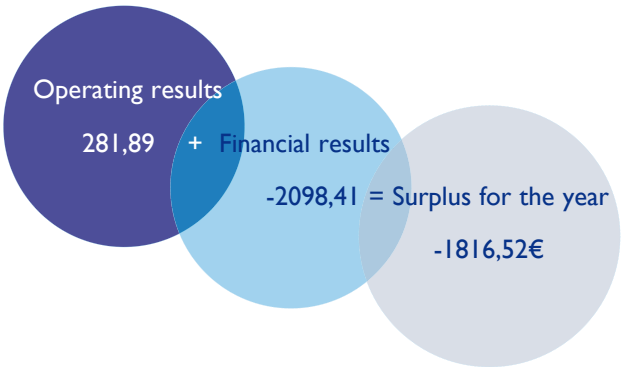 Operating results
281,89 + Financial results
-2098,41 = Surplus for the year
-1816,52€